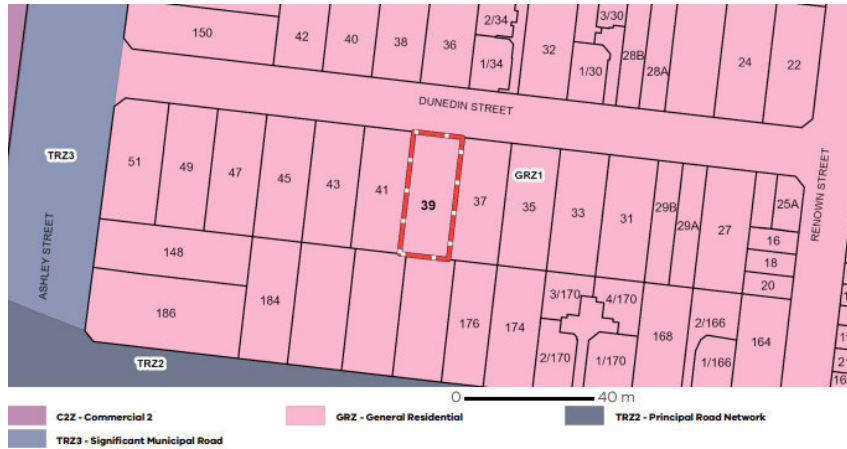 150
42
40
38
36
2/34
1/34
32
3/30
1/30
28B
28A
24
22
DUNEDIN STREET
TRZ3
51
49
47
45
43
41
39
37
GRZ1
35
33
31
29B
29A
27
25A
16
18
20
RENOWN STREET
ASHLEY STREET
148
186
184
176
174
3/170
4/170
2/170
1/170
168
2/166
1/166
164
TRZ2
0 40 m
C2Z - Commercial 2
GRZ - General Residential
TRZ2 - Principal Road Network
TRZ3 - Significant Municipal Road